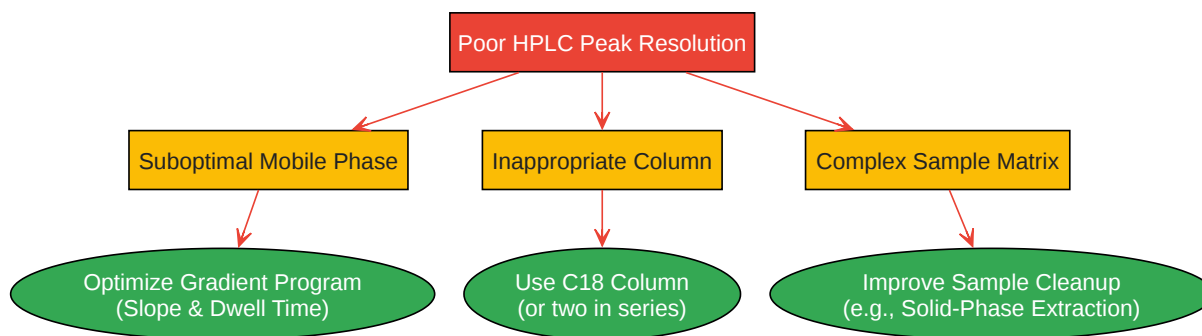 Poor HPLC Peak Resolution
Suboptimal Mobile Phase
Inappropriate Column
Complex Sample Matrix
Optimize Gradient Program
(Slope & Dwell Time)
Use C18 Column
(or two in series)
Improve Sample Cleanup
(e.g., Solid-Phase Extraction)